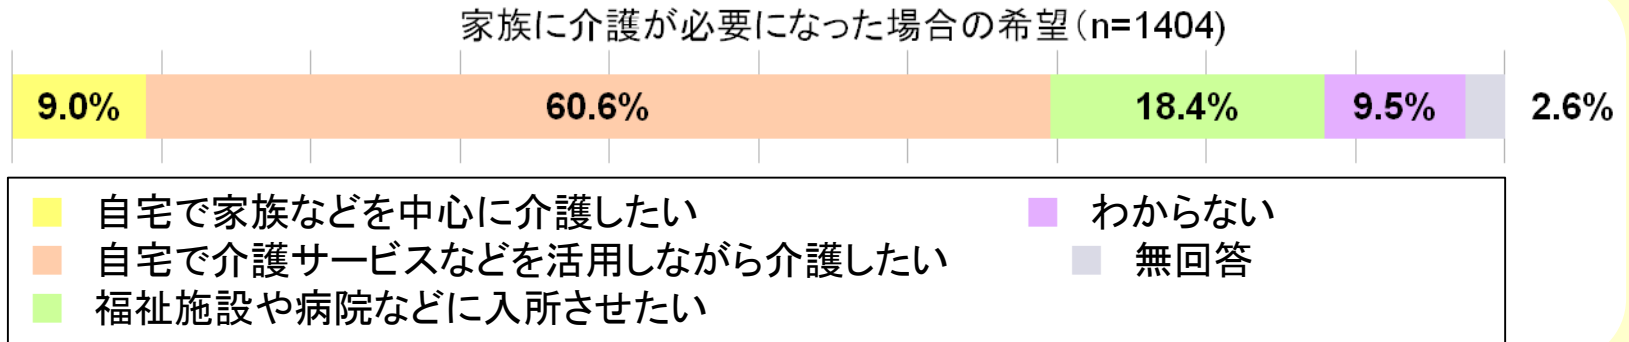 家族に介護が必要になった場合の希望(n=1404)
9.0% 60.6% 18.4% 9.5% 2.6%
自宅で家族などを中心に介護したい わからない
自宅で介護サービスなどを活用しながら介護したい 無回答
福祉施設や病院などに入所させたい